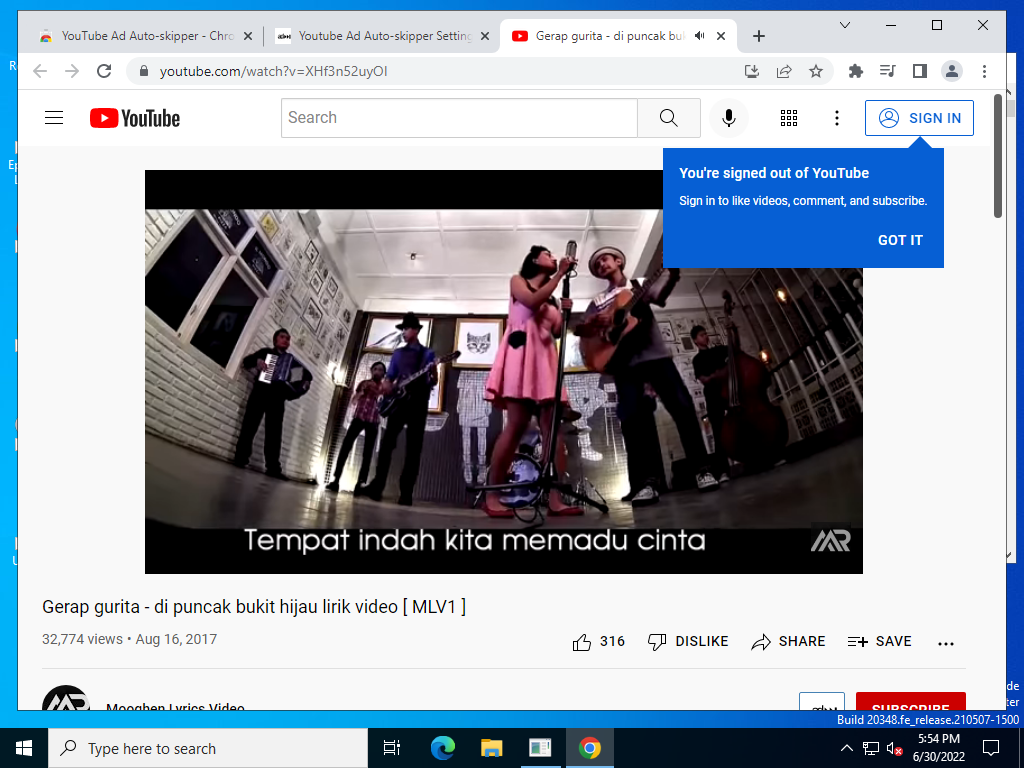 YouTube Ad Auto-skipper - Chro
Youtube Ad Auto-skipper Setting
Gerap gurita - di puncak buki
youtube.com/watch?v=XHf3n52uyOI
YouTube
Search
SIGN IN
You're signed out of YouTube
Sign in to like videos, comment, and subscribe.
GOT IT
Tempat indah kita memadu cinta
MR
Gerap gurita - di puncak bukit hijau lirik video [ MLV1 ]
32,774 views • Aug 16, 2017
316
DISLIKE
SHARE
SAVE
Mooghen Lyrics Video
SUBSCRIBE
Build 20348.fe_release.210507-1500
Type here to search
5:54 PM
6/30/2022